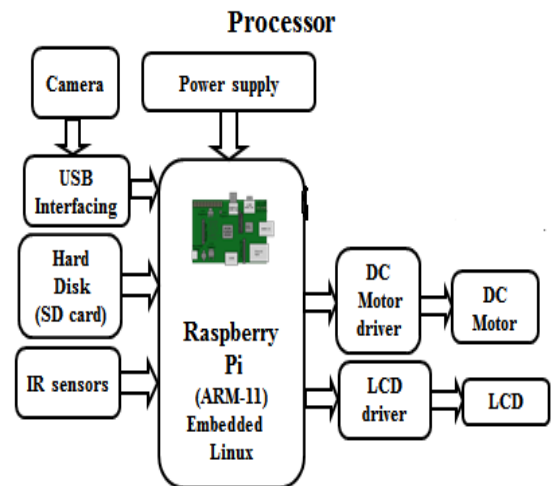 Processor
Camera
Power supply
USB
Interfacing
Hard
Disk
(SD card)
IR sensors
Raspberry
Pi
(ARM-11)
Embedded
Linux
DC
Motor
driver
DC
Motor
LCD
driver
LCD